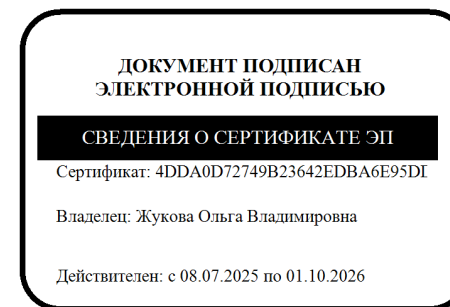 ДОКУМЕНТ ПОДПИСАН
ЭЛЕКТРОННОЙ ПОДПИСЬЮ
СВЕДЕНИЯ О СЕРТИФИКАТЕ ЭП
Сертификат: 4DDA0D72749B23642EDBA6E95DI
Владелец: Жукова Ольга Владимировна
Действителен: с 08.07.2025 по 01.10.2026